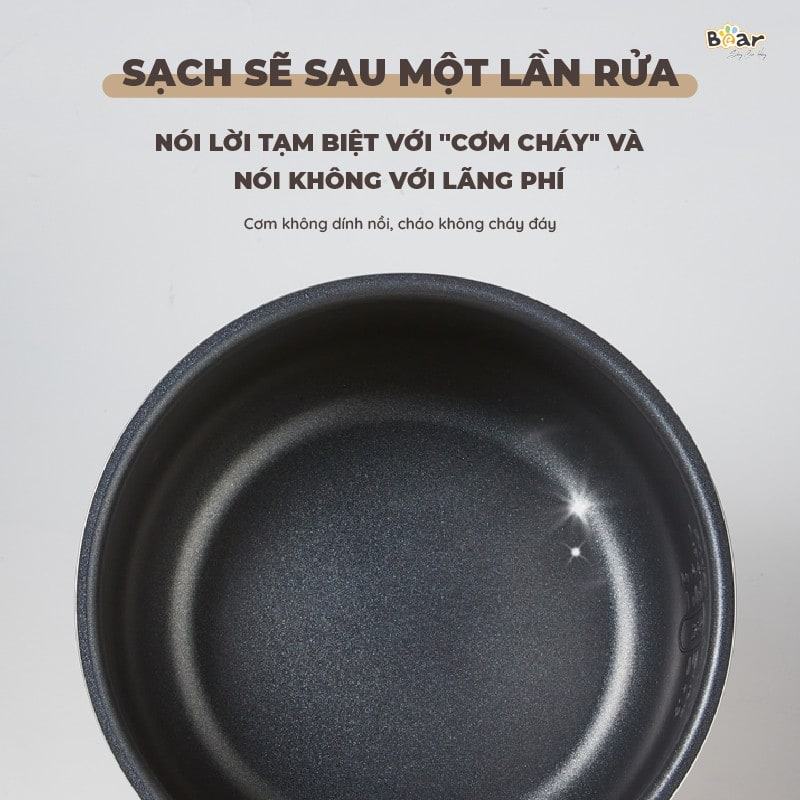 Bear
SẠCH SẼ SAU MỘT LẦN RỬA
NÓI LỜI TẠM BIỆT VỚI "CƠM CHÁY" VÀ
NÓI KHÔNG VỚI LÃNG PHÍ
Cơm không dính nồi, cháo không cháy đáy